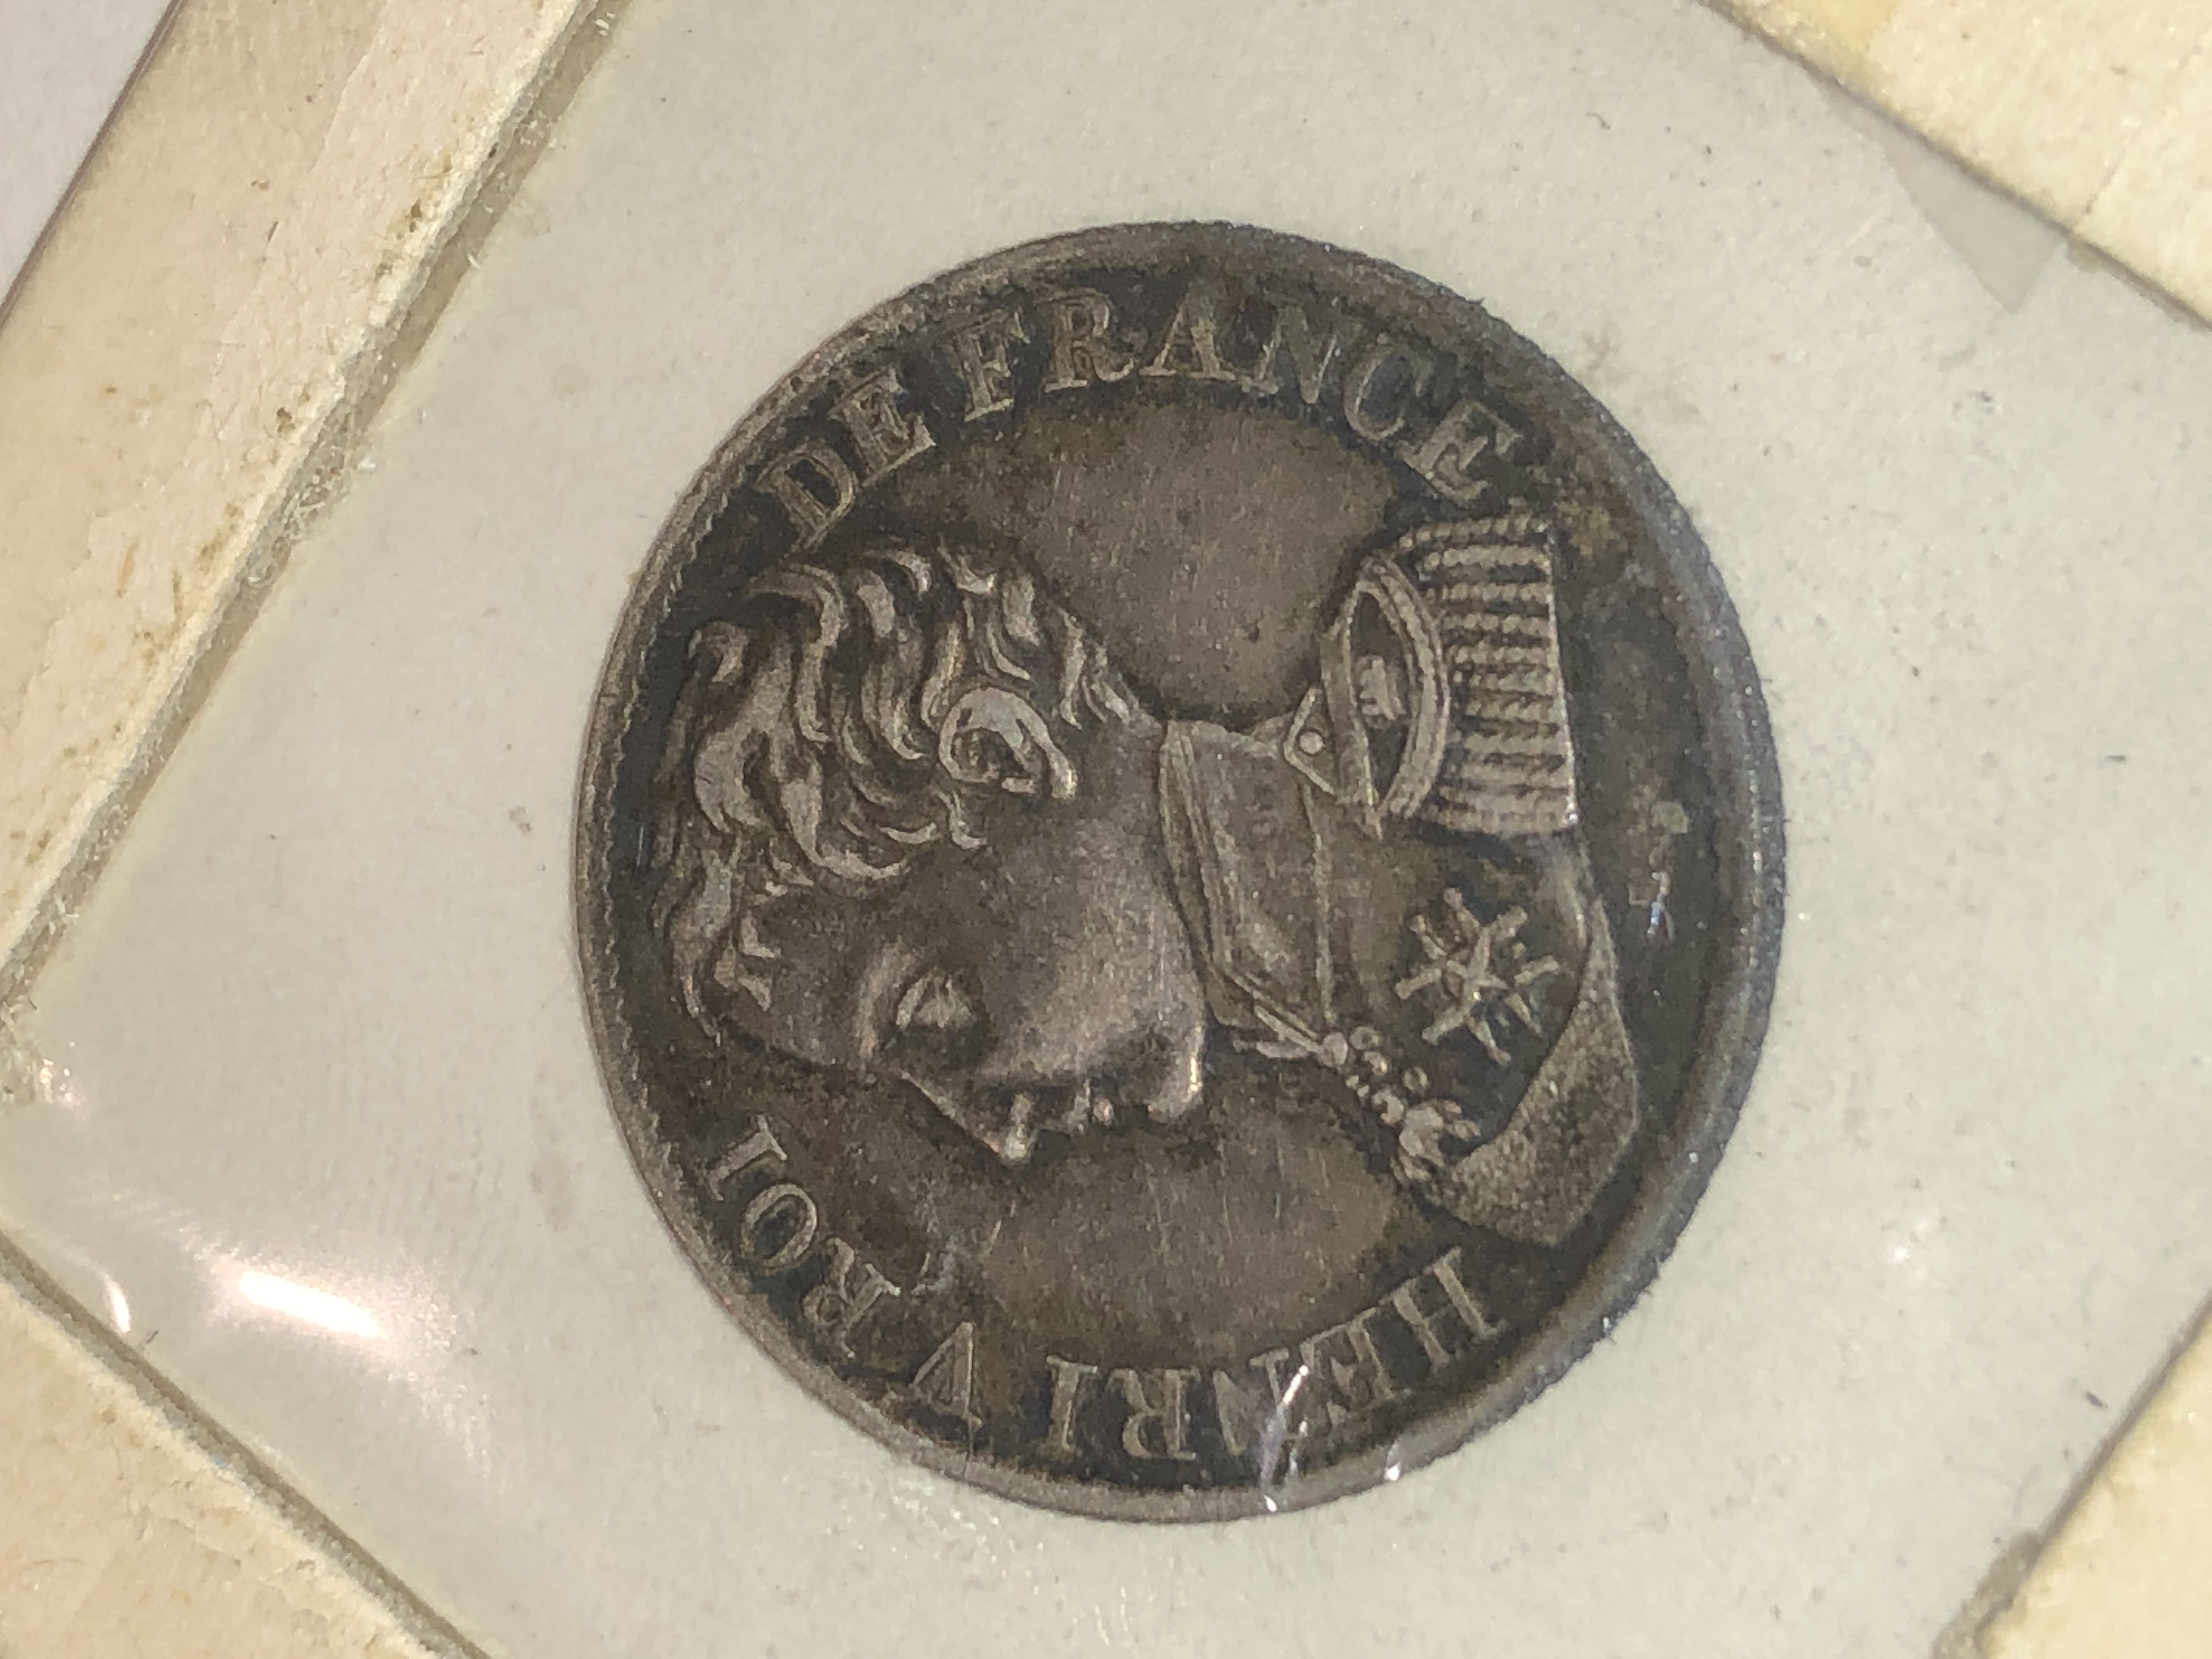 HENRI V ROI
DE FRANCE